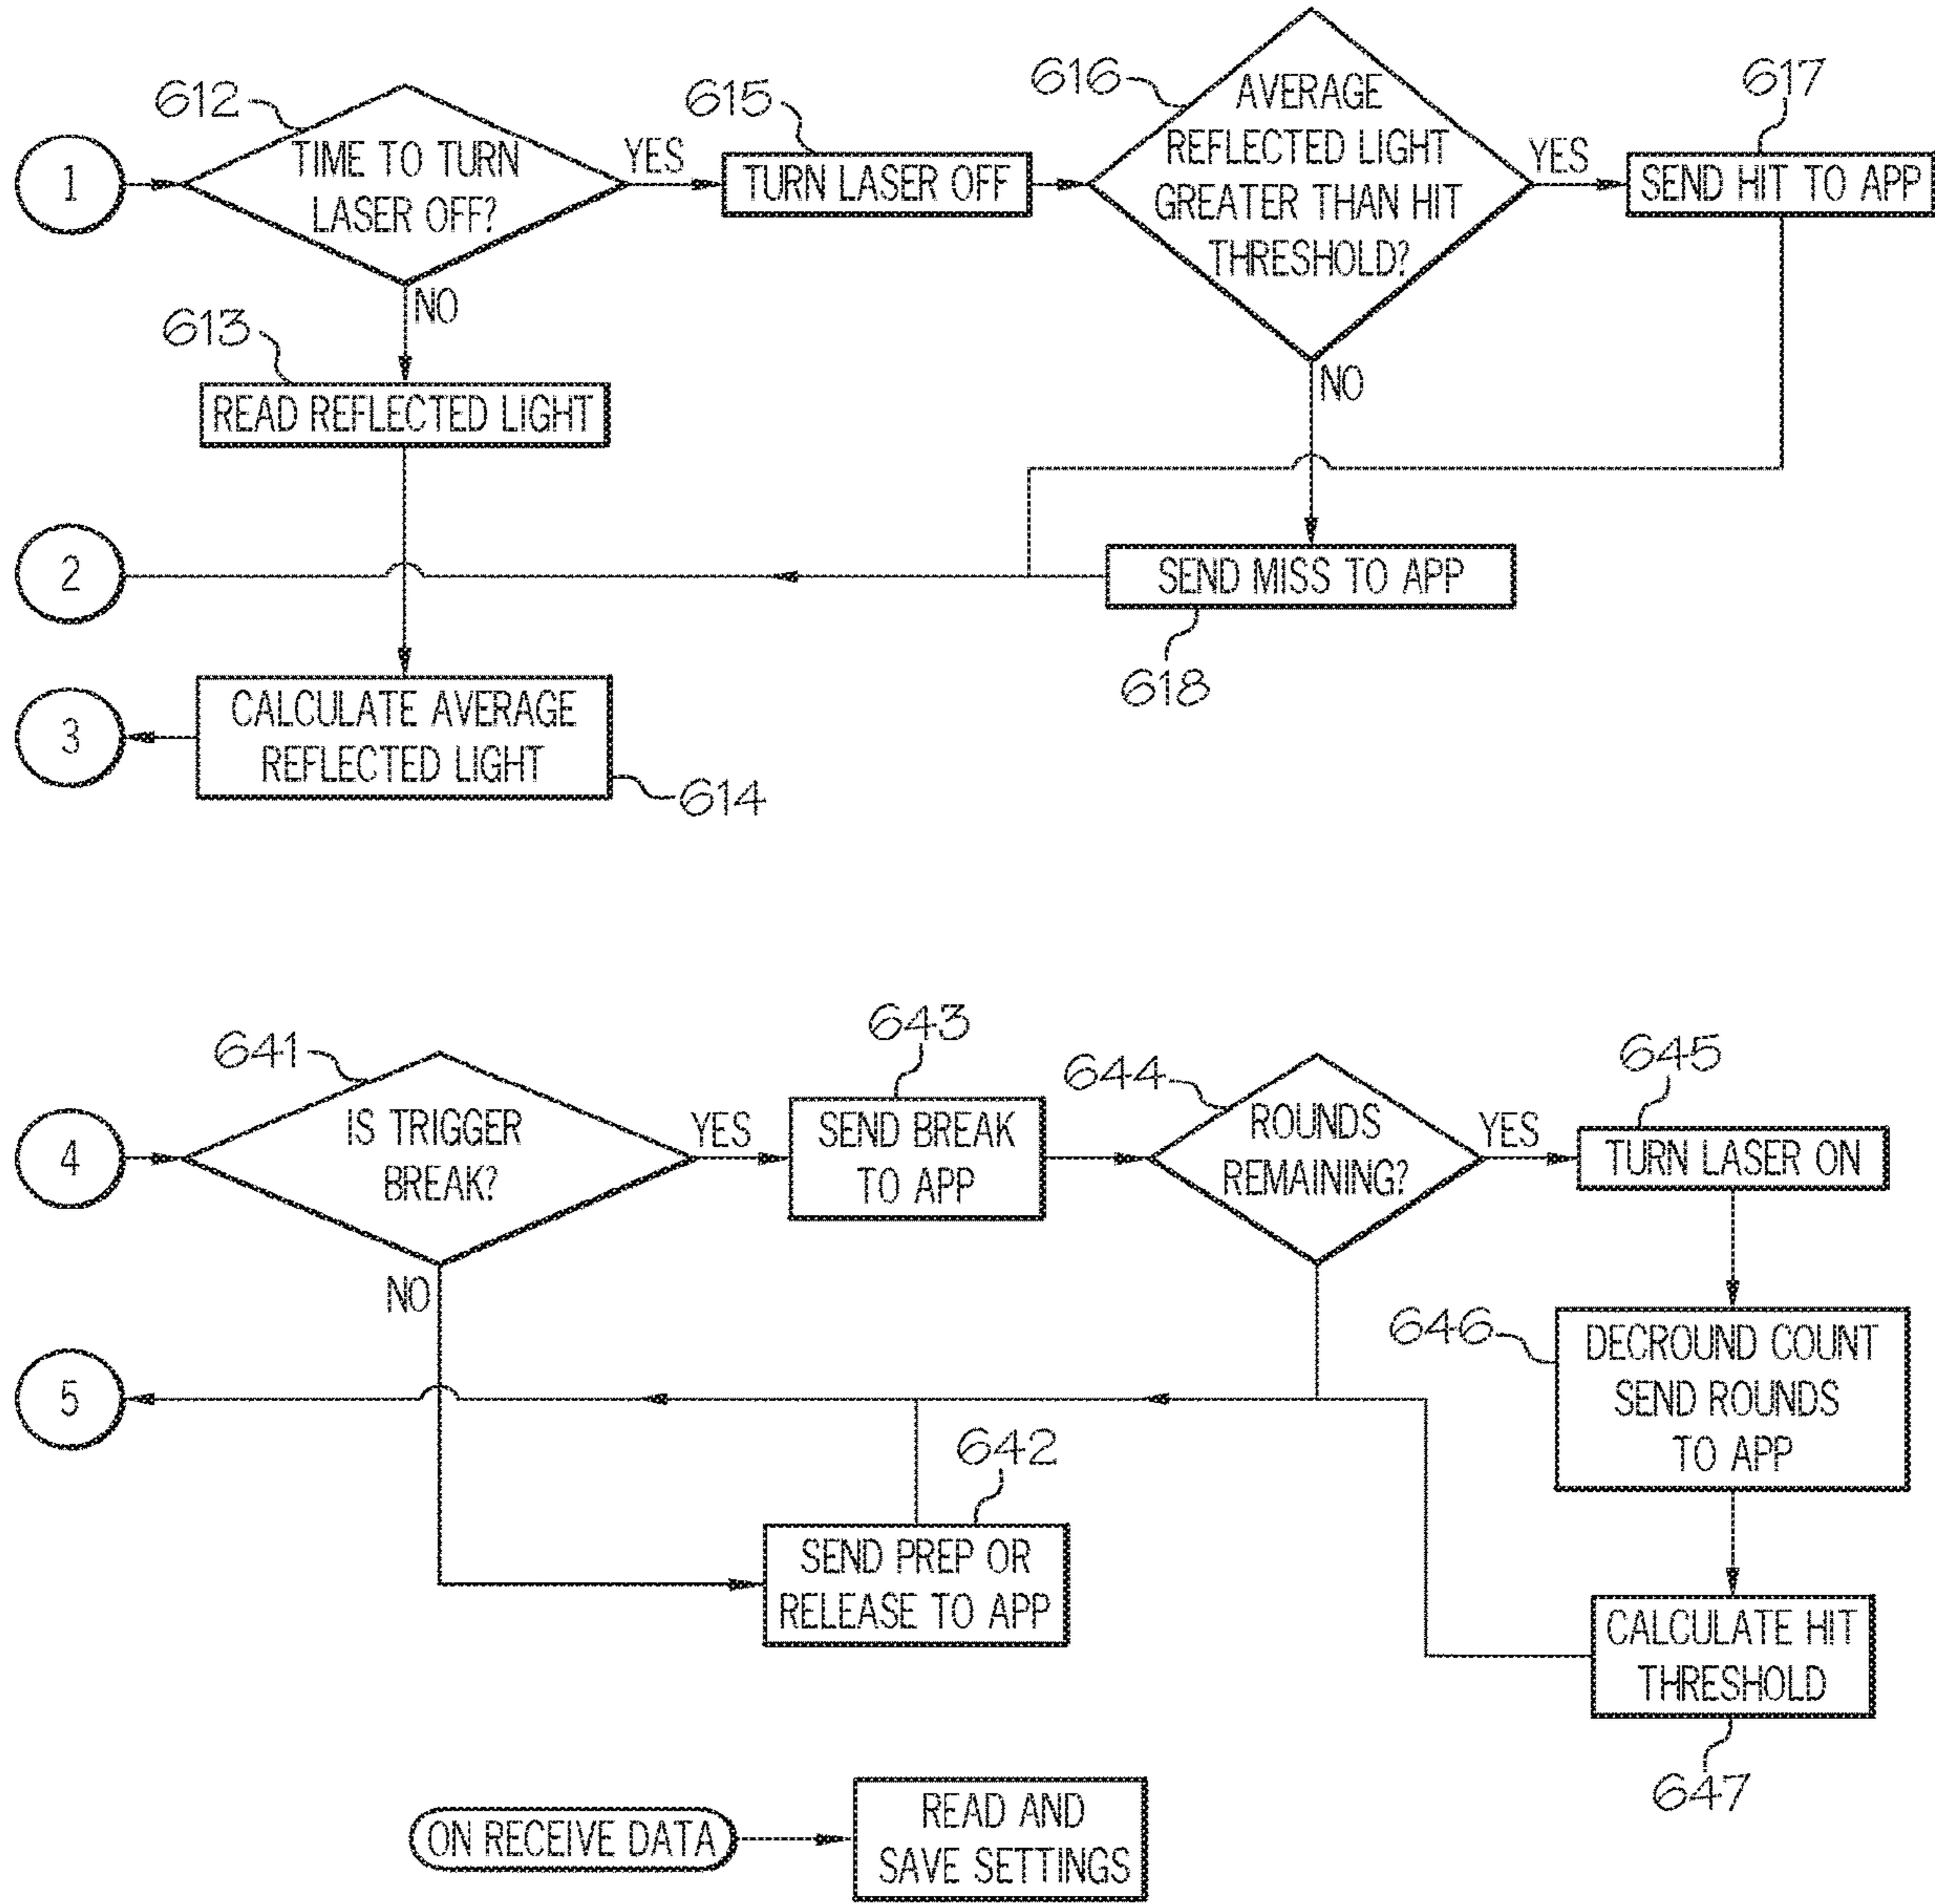 612
615
616
617
1
TIME TO TURN
LASER OFF?
YES
TURN LASER OFF
AVERAGE
REFLECTED LIGHT
GREATER THAN HIT
THRESHOLD?
YES
SEND HIT TO APP
NO
613
READ REFLECTED LIGHT
NO
2
SEND MISS TO APP
618
3
CALCULATE AVERAGE
REFLECTED LIGHT
614
641
643
644
645
4
IS TRIGGER
BREAK?
YES
SEND BREAK
TO APP
ROUNDS
REMAINING?
YES
TURN LASER ON
NO
646
DECROUND COUNT
SEND ROUNDS
TO APP
5
642
SEND PREP OR
RELEASE TO APP
CALCULATE HIT
THRESHOLD
647
ON RECEIVE DATA
READ AND
SAVE SETTINGS